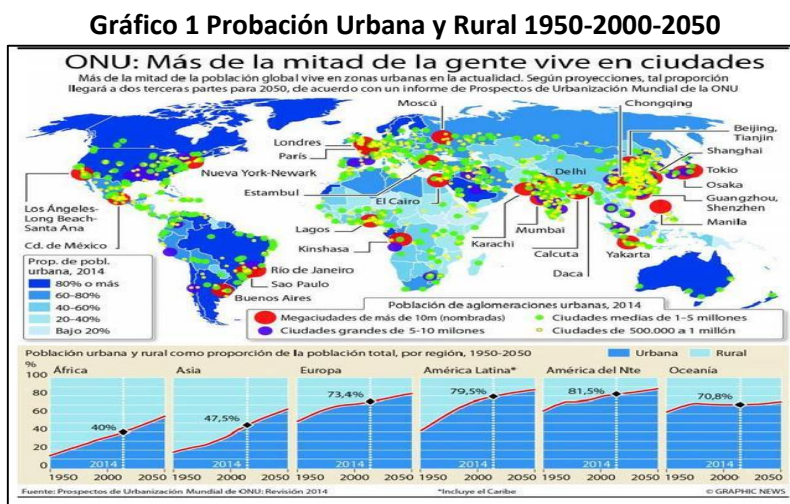 Gráfico 1 Probación Urbana y Rural 1950-2000-2050
ONU: Más de la mitad de la gente vive en ciudades
Más de la mitad de la población global vive en zonas urbanas en la actualidad. Según proyecciones, tal proporción
llegará a dos terceras partes para 2050, de acuerdo con un informe de Prospectos de Urbanización Mundial de la ONU
Moscú
Chongqing
Londres
París
Beijing,
Tianjin
Nueva York-Newark
Shanghai
Estambul
Delhi
Tokio
El Cairo
Osaka
Los Ángeles-
Long Beach-
Santa Ana
Guangzhou,
Shenzhen
Lagos
Mumbai
Manila
Cd. de México
Kinshasa
Karachi
Calcuta
Yakarta
Daca
Prop. de pobl.
urbana, 2014
80% o más
60-80%
40-60%
20-40%
Bajo 20%
Río de Janeiro
Sao Paulo
Buenos Aires
Población de aglomeraciones urbanas, 2014
Megaciudades de más de 10m (nombradas)
Ciudades medias de 1-5 millones
Ciudades grandes de 5-10 milones
Ciudades de 500.000 a 1 millón
Población urbana y rural como proporción de la población total, por región, 1950-2050
Urbana
Rural
%
África
Asia
Europa
América Latina*
América del Nte
Oceanía
100
80
60
40
20
0
40%
47,5%
73,4%
79,5%
81,5%
70,8%
2014
2014
2014
2014
2014
2014
1950 2000 2050
1950 2000 2050
1950 2000 2050
1950 2000 2050
1950 2000 2050
1950 2000 2050
Fuente: Prospectos de Urbanización Mundial de ONU: Revisión 2014
*Incluye el Caribe
© GRAPHIC NEWS